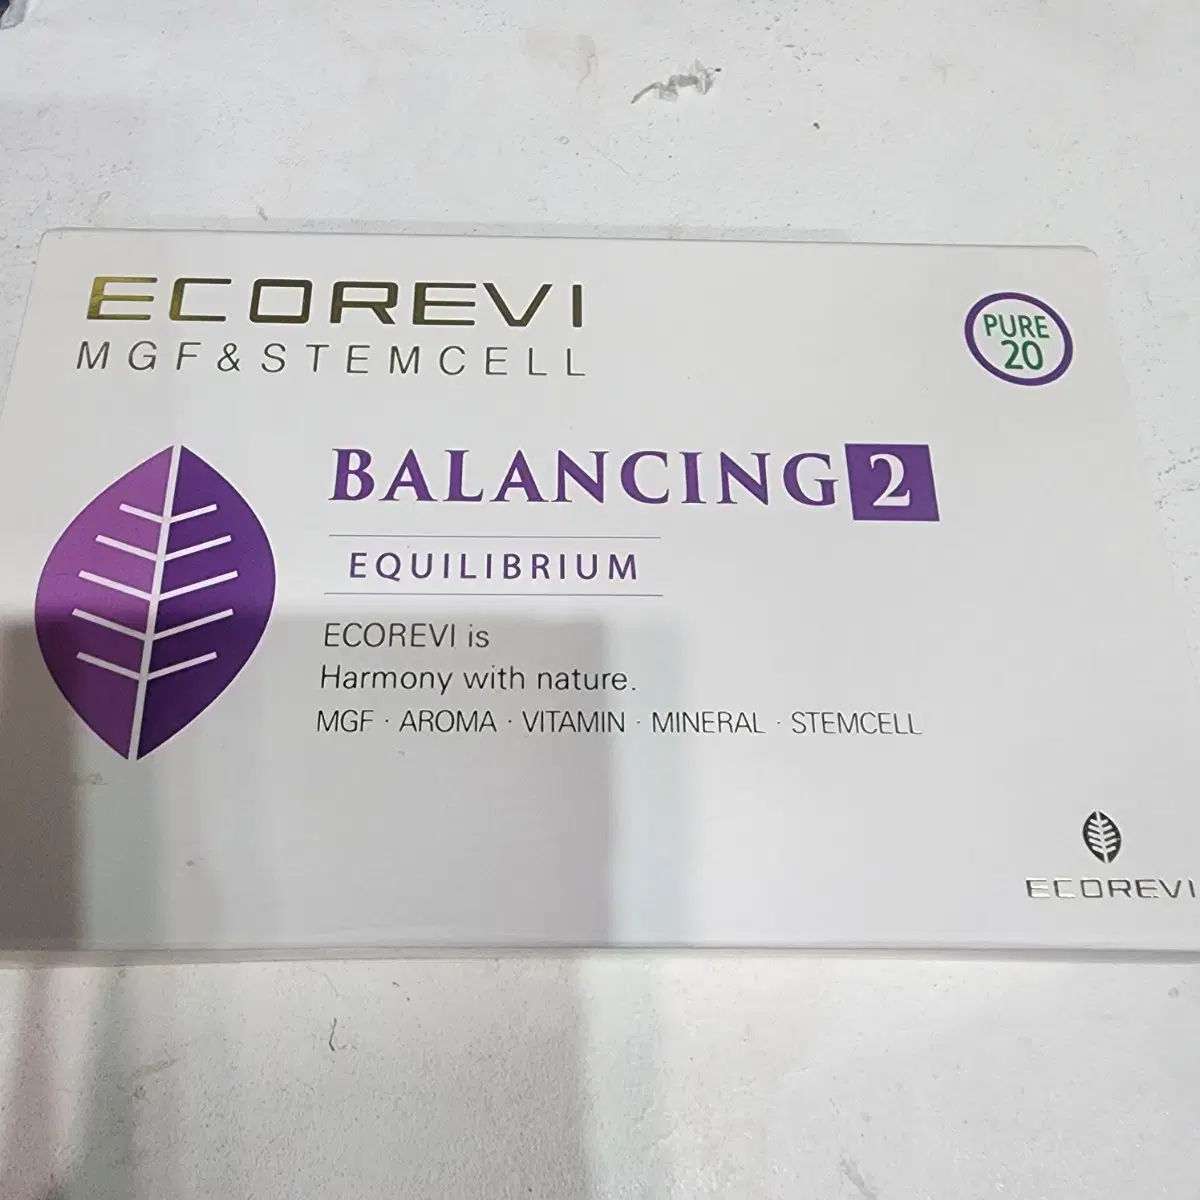 ECOREVI
MGF&STEMCELL
PURE
20
BALANCING 2
EQUILIBRIUM
ECOREVI is
Harmony with nature.
MGF · AROMA · VITAMIN · MINERAL · STEMCELL
ECOREVI